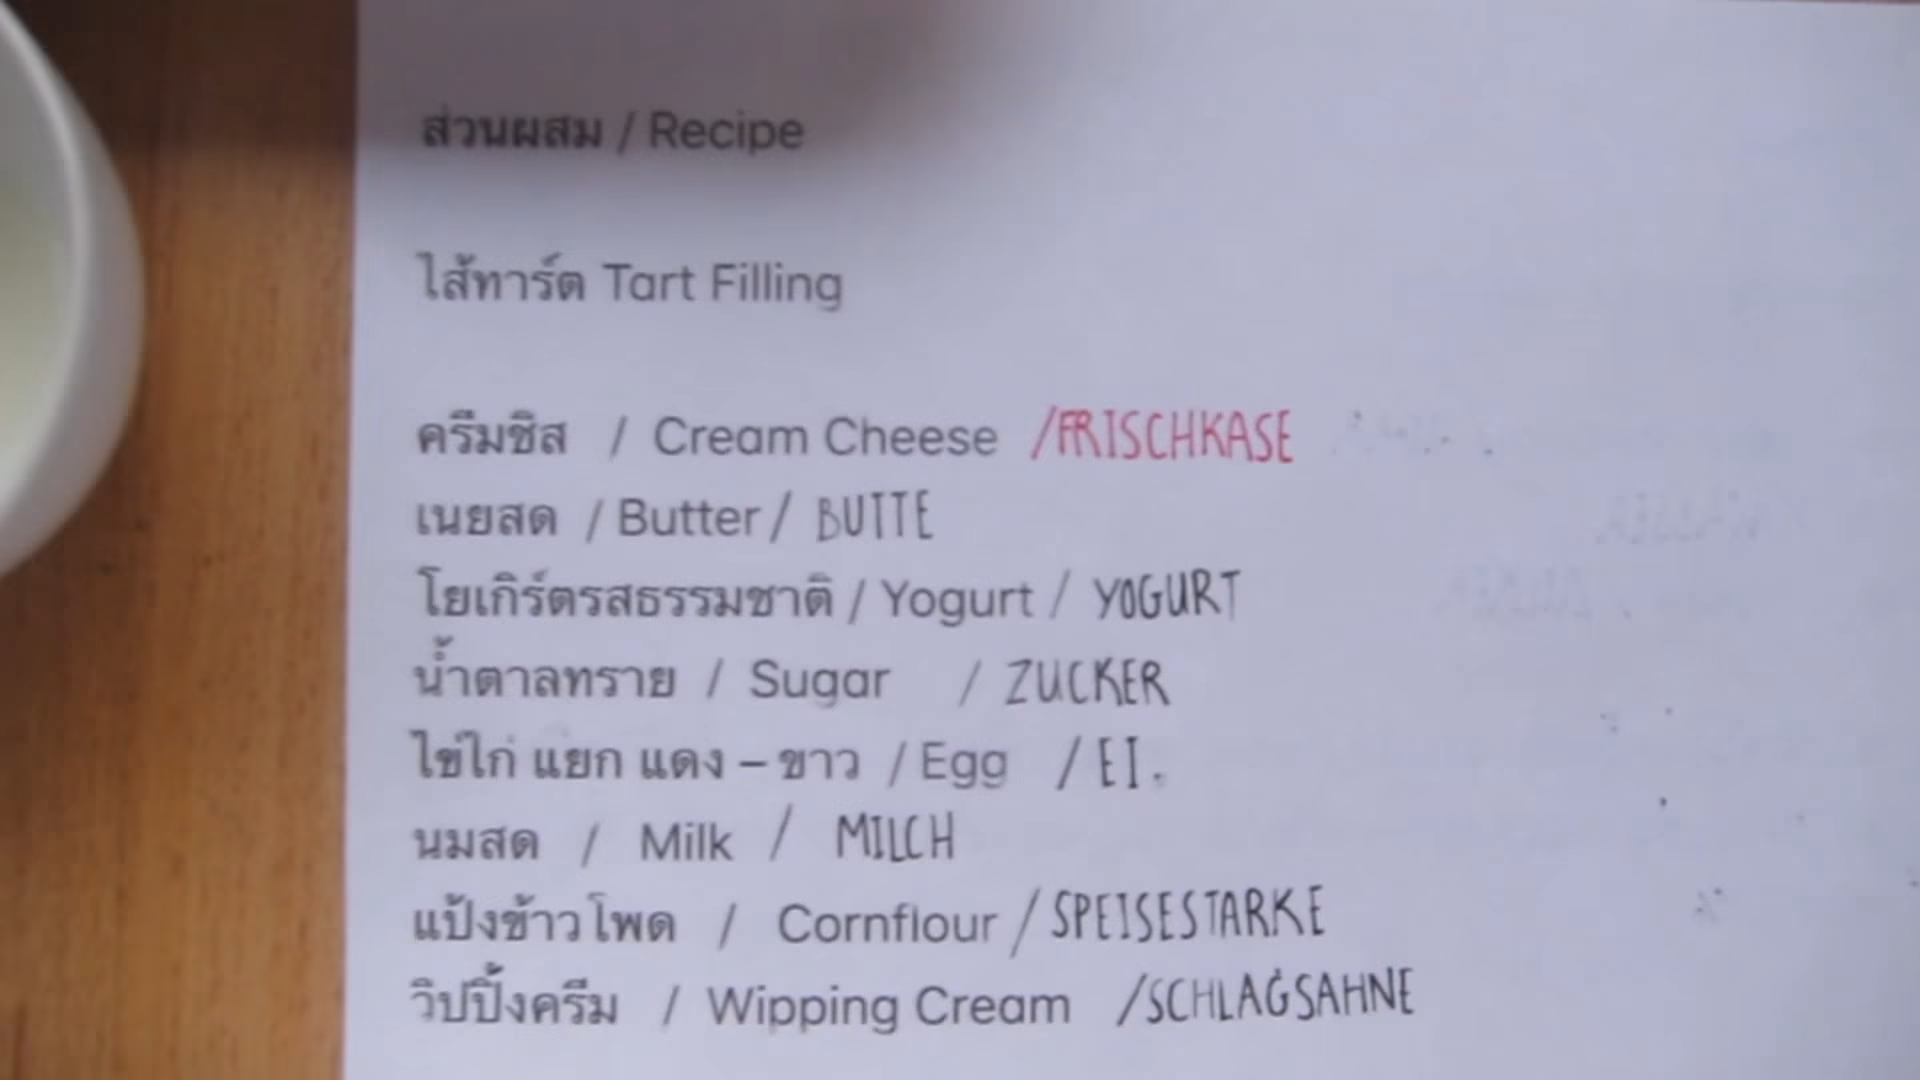 ส่วนผสม / Recipe
ไส้ทาร์ต Tart Filling
ครีมชีส / Cream Cheese /FRISCHKASE
เนยสด / Butter / BUTTE
โยเกิร์ตรสธรรมชาติ / Yogurt / YOGURT
น้ำตาลทราย / Sugar / ZUCKER
ไข่ไก่ แยก แดง – ขาว / Egg / EI.
นมสด / Milk / MILCH
แป้งข้าวโพด / Cornflour / SPEISESTARKE
วิปปิ้งครีม / Wipping Cream /SCHLAGSAHNE